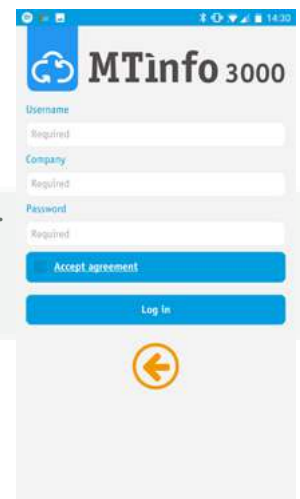 14:30
MTinfo 3000
Username
Required
Company
Required
Password
Required
Accept agreement
Log in